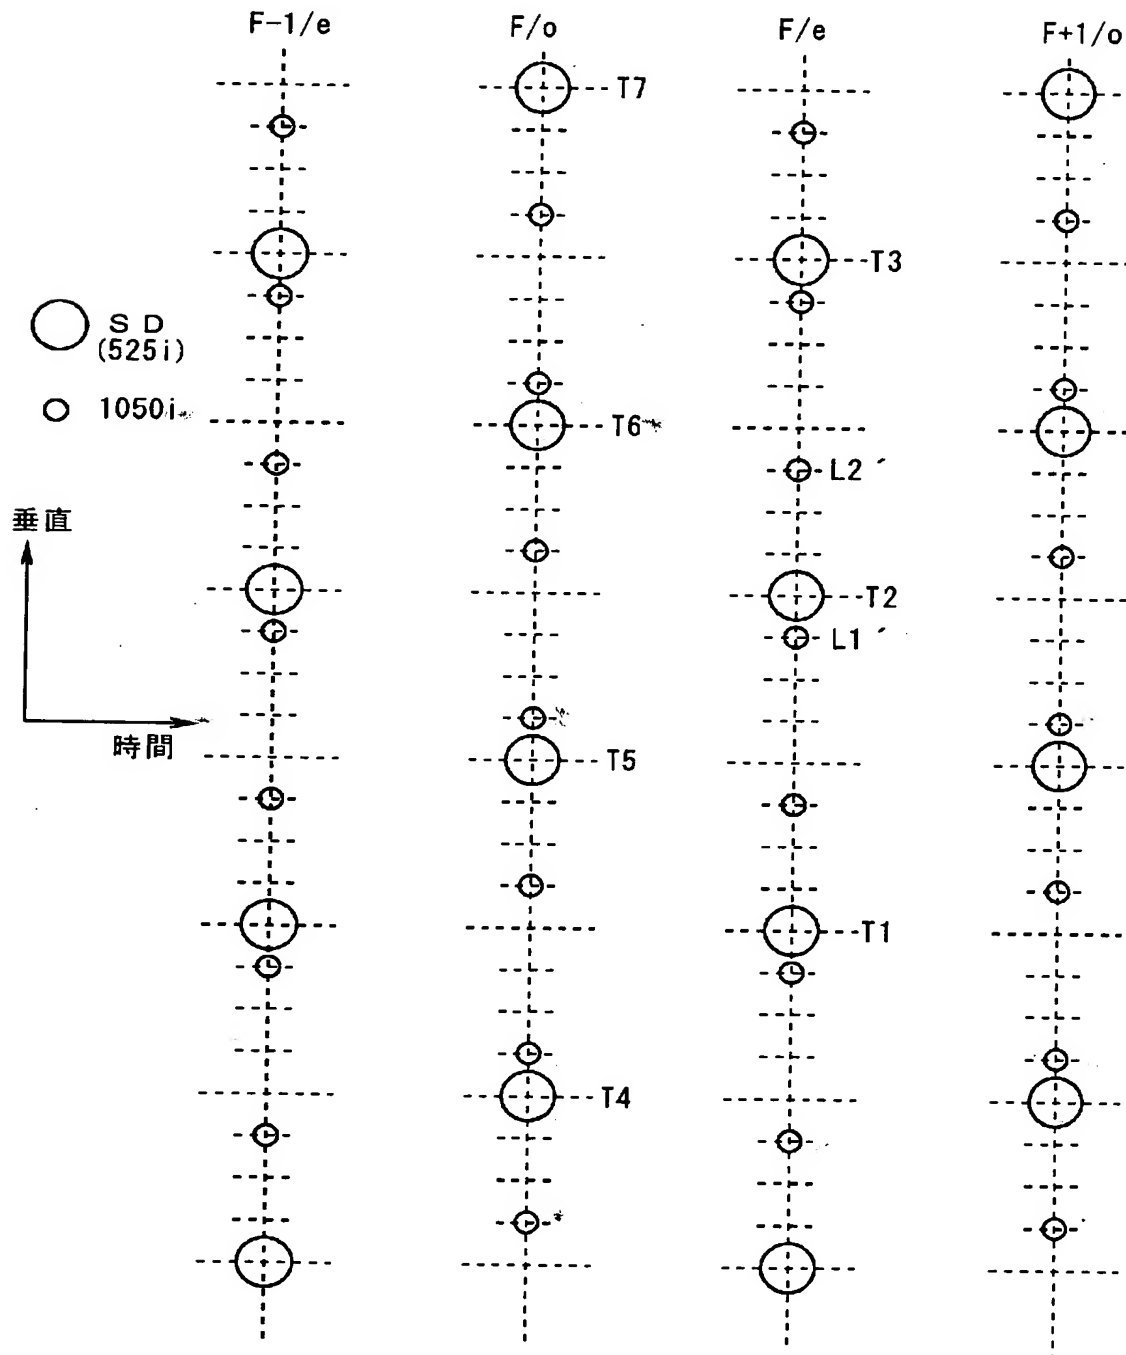 F-1/e
F/o
F/e
F+1/o
T7
T3
SD
(525i)
1050i
T6
L2´
垂直
T2
L1´
時間
T5
T1
T4